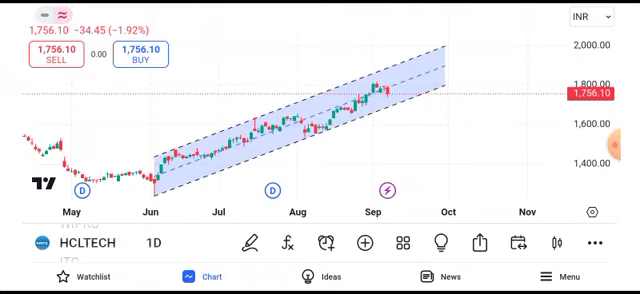 INR
1,756.10 −34.45 (−1.92%)
1,756.10 SELL
0.00
1,756.10 BUY
2,000.00
1,800.00
1,756.10
1,600.00
1,400.00
D
D
May Jun Jul Aug Sep Oct Nov
WIPRO
HCLTECH 1D
ITC
Watchlist Chart Ideas News Menu